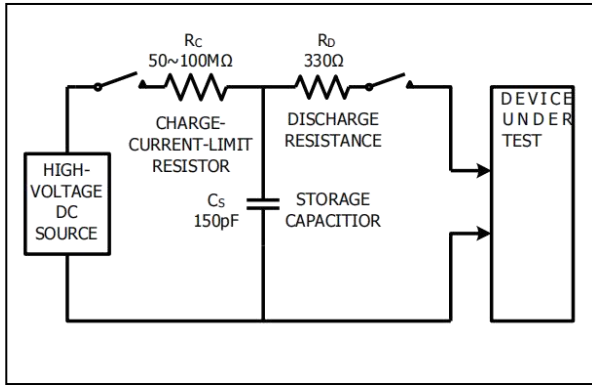 RC
50~100MΩ
CHARGE-
CURRENT-LIMIT
RESISTOR
RD
330Ω
DISCHARGE
RESISTANCE
HIGH-
VOLTAGE
DC
SOURCE
CS
150pF
STORAGE
CAPACITIOR
DEVICE
UNDER
TEST